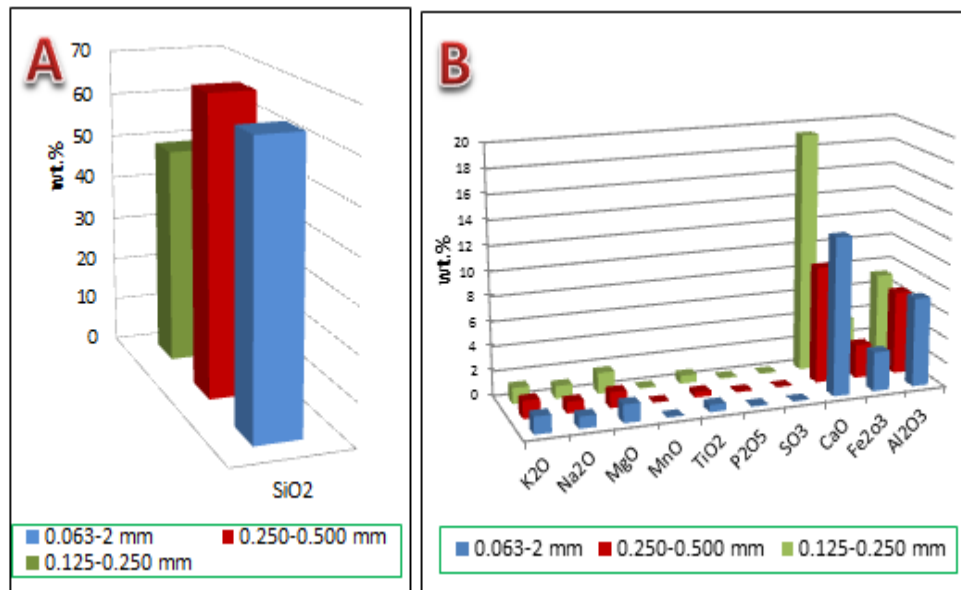 A
70
60
50
40
30
20
10
0
wt.%
SiO2
0.063-2 mm
0.250-0.500 mm
0.125-0.250 mm
B
20
18
16
14
12
10
8
6
4
2
0
wt.%
K2O
Na2O
MgO
MnO
TiO2
P2O5
SO3
CaO
Fe2o3
Al2O3
0.063-2 mm
0.250-0.500 mm
0.125-0.250 mm